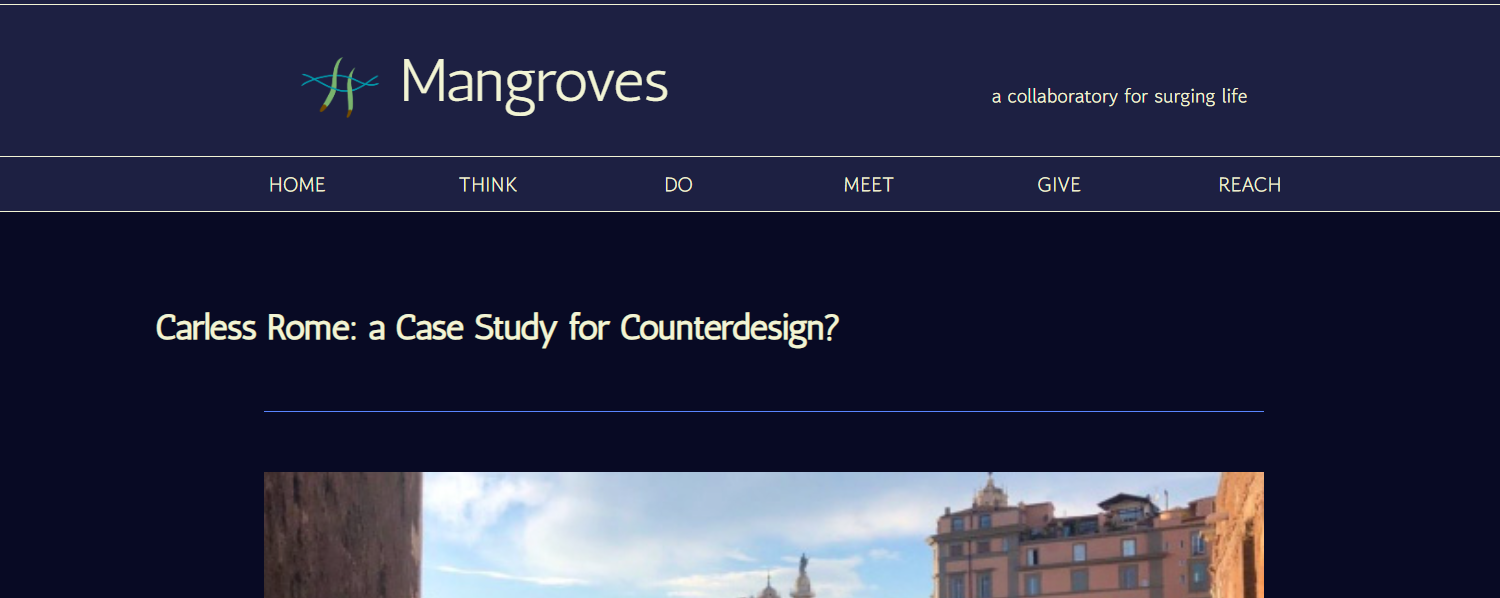 Mangroves
a collaboratory for surging life
HOME THINK DO MEET GIVE REACH
Carless Rome: a Case Study for Counterdesign?